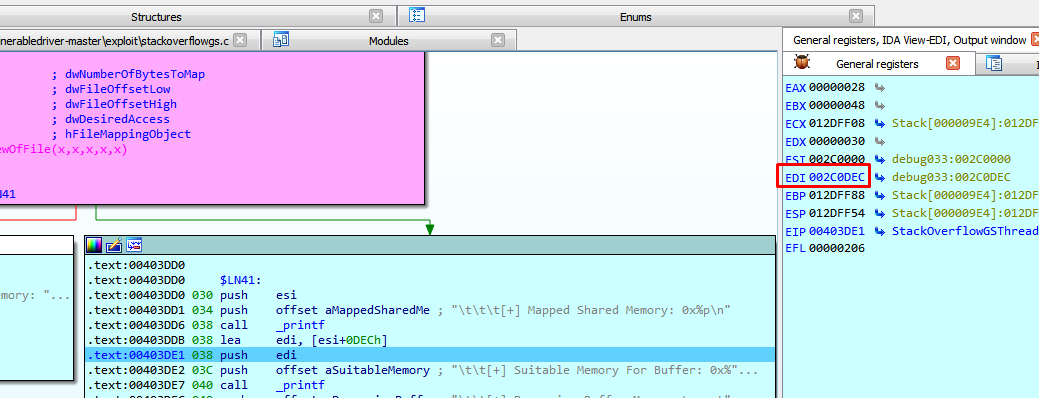 Structures
Enums
nerabledriver-master\exploit\stackoverflowgs.c
Modules
General registers, IDA View-EDI, Output window
General registers
; dwNumberOfBytesToMap
; dwFileOffsetLow
; dwFileOffsetHigh
; dwDesiredAccess
; hFileMappingObject
ewOfFile(x,x,x,x,x)
N41
EAX 00000028
EBX 00000048
ECX 012DFF08 Stack[000009E4]:012DF
EDX 00000030
ESI 002C0000 debug033:002C0000
EDI 002C0DEC debug033:002C0DEC
EBP 012DFF88 Stack[000009E4]:012DF
ESP 012DFF54 Stack[000009E4]:012DF
EIP 00403DE1 StackOverflowGSThread
EFL 00000206
emory: "...
.text:00403DD0
.text:00403DD0 $LN41:
.text:00403DD0 030 push esi
.text:00403DD1 034 push offset aMappedSharedMe ; "\t\t\t[+] Mapped Shared Memory: 0x%p\n"
.text:00403DD6 038 call _printf
.text:00403DDB 038 lea edi, [esi+0DECh]
.text:00403DE1 038 push edi
.text:00403DE2 03C push offset aSuitableMemory ; "\t\t[+] Suitable Memory For Buffer: 0x%"...
.text:00403DE7 040 call _printf